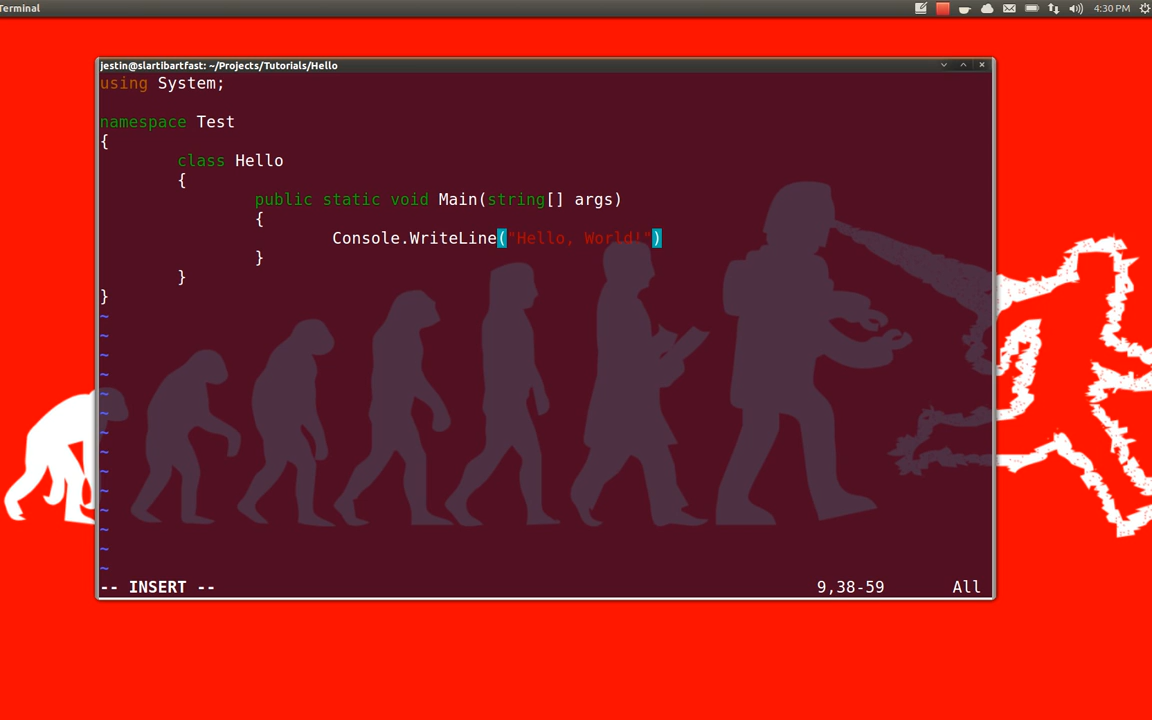 Terminal
4:30 PM
jestin@slartibartfast: ~/Projects/Tutorials/Hello
using System;
namespace Test
{
class Hello
{
public static void Main(string[] args)
{
Console.WriteLine("Hello, World!")
}
}
}
~
~
~
~
~
~
~
~
~
~
~
~
~
~
-- INSERT -- 9,38-59 All